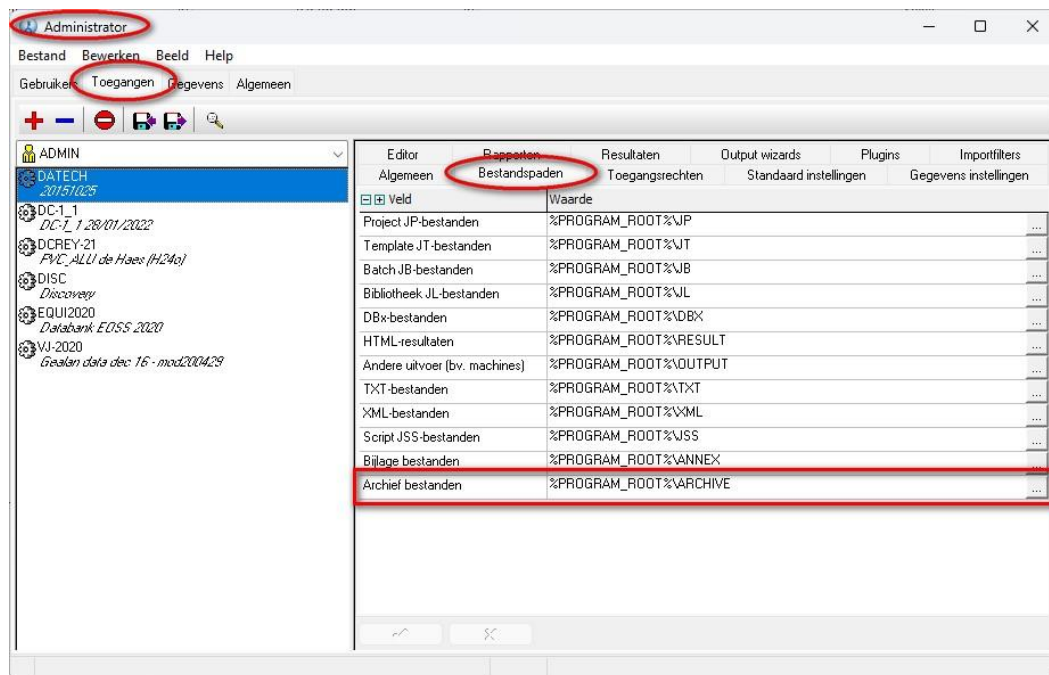 Administrator
Bestand Bewerken Beeld Help
Gebruikers Toegangen Gegevens Algemeen
ADMIN
DATECH
20151025
DC-1_1
DC-1_1 28/01/2022
DCREY-21
PVC_ALU de Haes (H24o)
DISC
Discovery
EQUI2020
Databank EOSS 2020
VJ-2020
Gealan data dec 16 - mod200429
Editor Rapporten Resultaten Output wizards Plugins Importfilters
Algemeen Bestandspaden Toegangsrechten Standaard instellingen Gegevens instellingen
Veld Waarde
Project JP-bestanden %PROGRAM_ROOT%\JP ...
Template JT-bestanden %PROGRAM_ROOT%\JT ...
Batch JB-bestanden %PROGRAM_ROOT%\JB ...
Bibliotheek JL-bestanden %PROGRAM_ROOT%\JL ...
DBx-bestanden %PROGRAM_ROOT%\DBX ...
HTML-resultaten %PROGRAM_ROOT%\RESULT ...
Andere uitvoer (bv. machines) %PROGRAM_ROOT%\OUTPUT ...
TXT-bestanden %PROGRAM_ROOT%\TXT ...
XML-bestanden %PROGRAM_ROOT%\XML ...
Script JSS-bestanden %PROGRAM_ROOT%\JSS ...
Bijlage bestanden %PROGRAM_ROOT%\ANNEX ...
Archief bestanden %PROGRAM_ROOT%\ARCHIVE ...